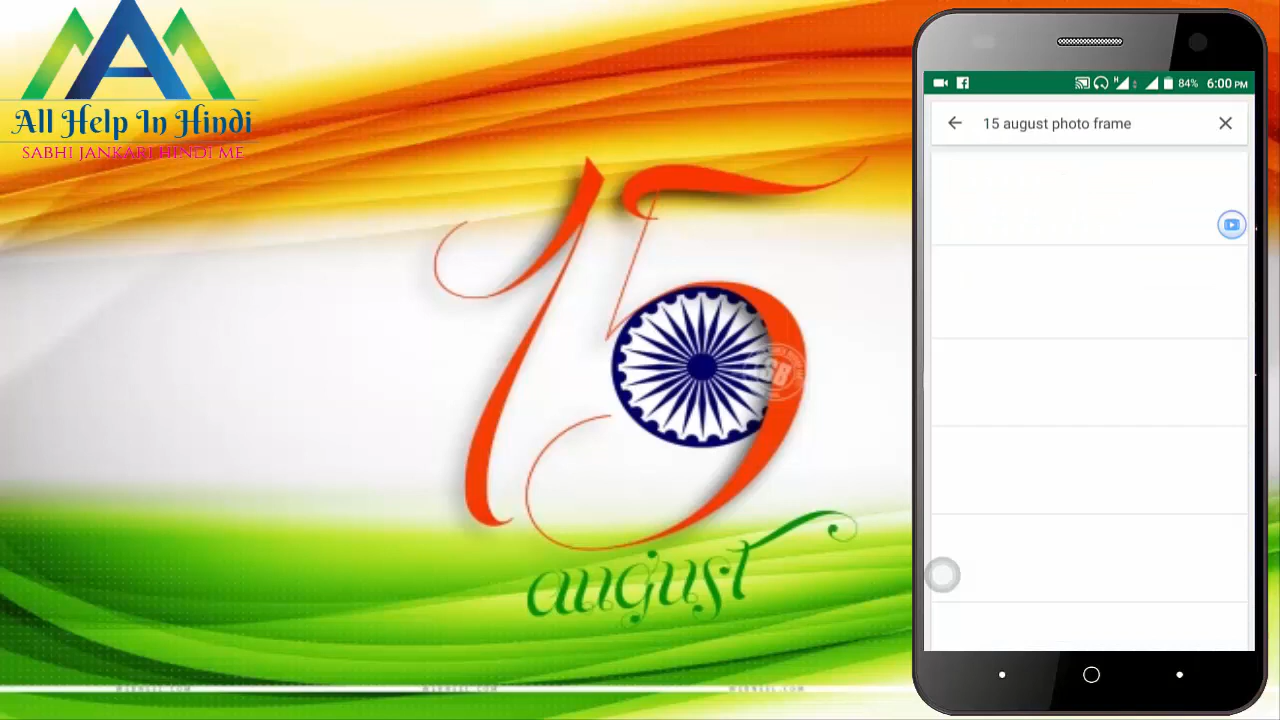 All Help In Hindi
SABHI JANKARI HINDI ME
15
august
84% 6:00 PM
15 august photo frame